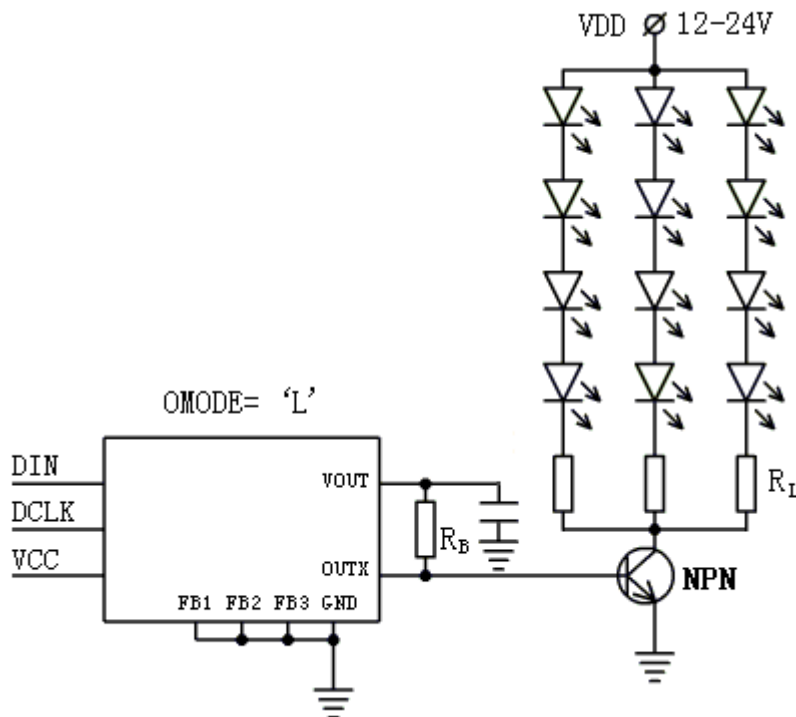 VDD 12-24V
OMODE= ‘L’
DIN
VOUT
RL
DCLK
RB
VCC
OUTX
NPN
FB1 FB2 FB3 GND